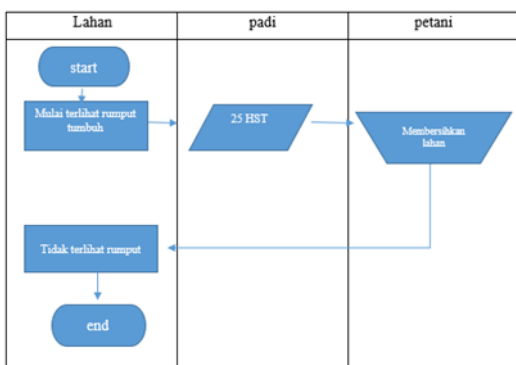 Lahan
padi
petani
start
Mulai terlihat rumput
tumbuh
25 HST
Membersihkan
lahan
Tidak terlihat rumput
end